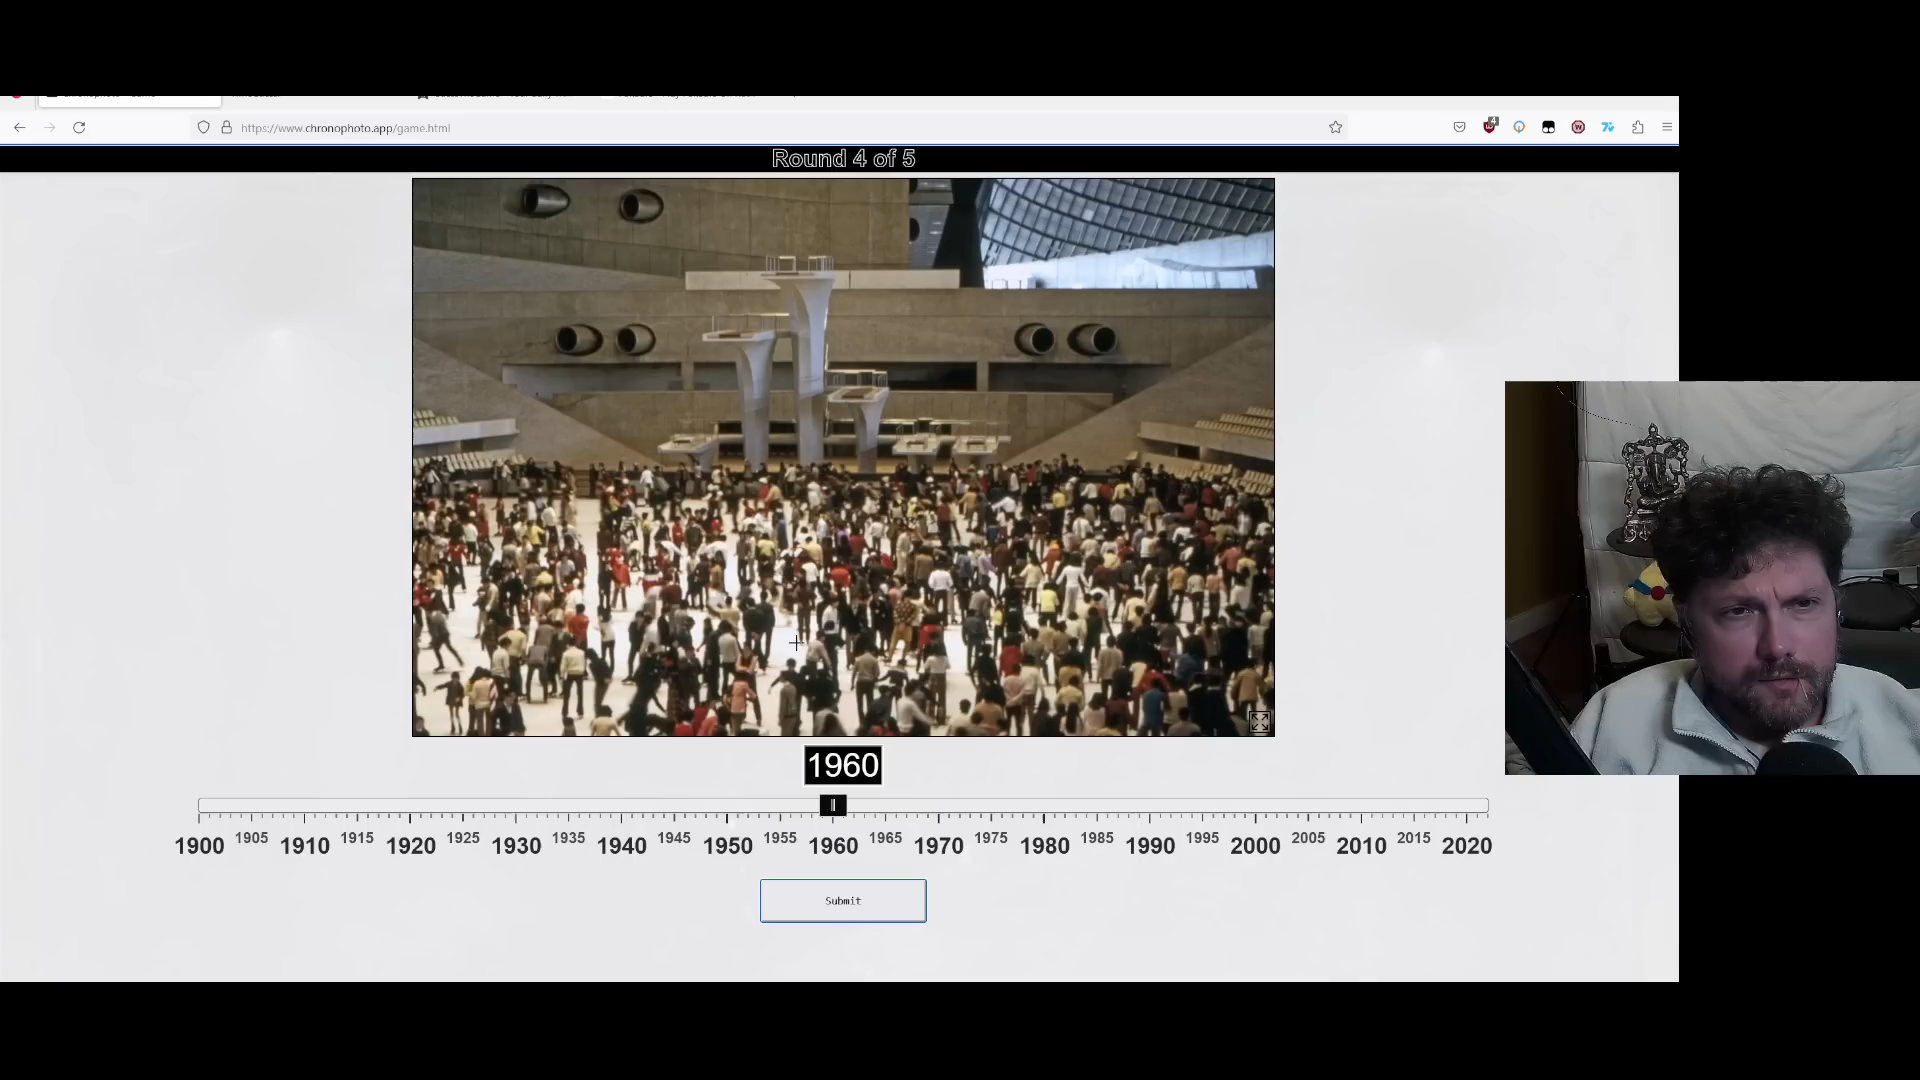 https://www.chronophoto.app/game.html
Round 4 of 5
1960
1900 1905 1910 1915 1920 1925 1930 1935 1940 1945 1950 1955 1960 1965 1970 1975 1980 1985 1990 1995 2000 2005 2010 2015 2020
Submit